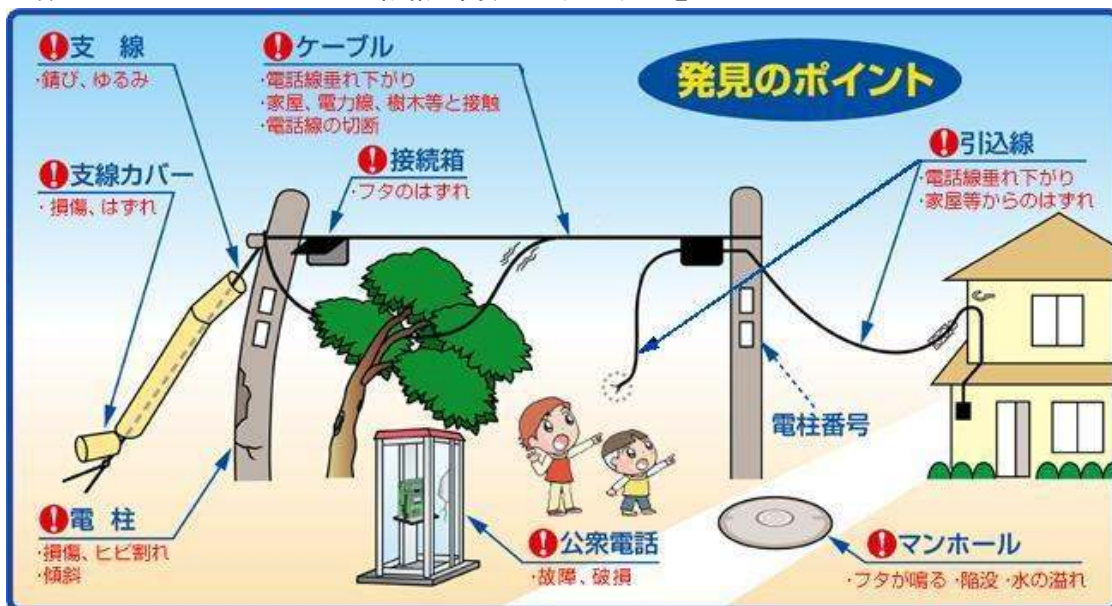 発見のポイント
支線
・錆び、ゆるみ
ケーブル
・電話線垂れ下がり
・家屋、電力線、樹木等と接触
・電話線の切断
引込線
・電話線垂れ下がり
・家屋等からのはずれ
接続箱
・フタのはずれ
支線カバー
・損傷、はずれ
電柱番号
電柱
・損傷、ヒビ割れ
・傾斜
公衆電話
・故障、破損
マンホール
・フタが鳴る・陥没・水の溢れ